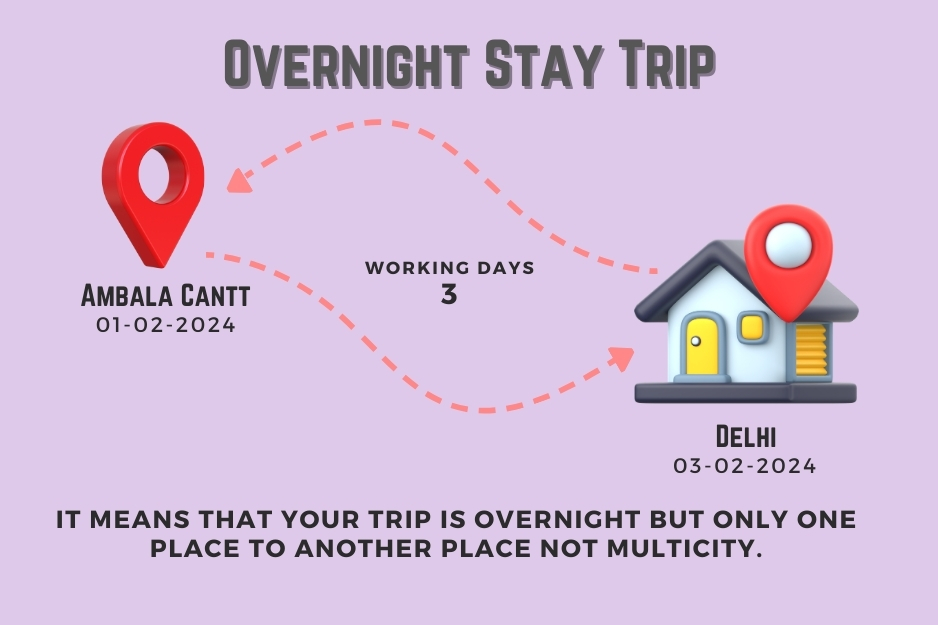 Overnight Stay Trip
WORKING DAYS
3
Ambala Cantt
01-02-2024
Delhi
03-02-2024
IT MEANS THAT YOUR TRIP IS OVERNIGHT BUT ONLY ONE
PLACE TO ANOTHER PLACE NOT MULTICITY.